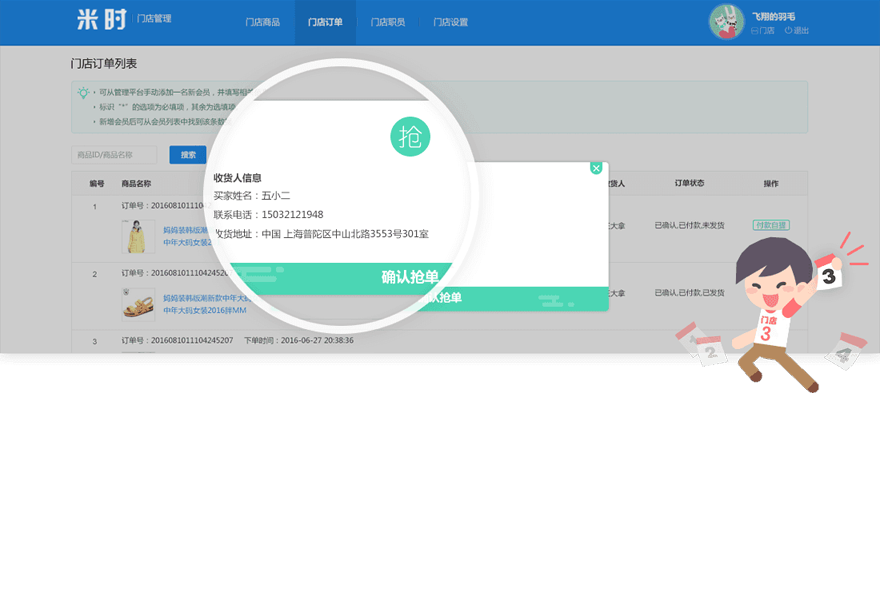 米时 门店管理 门店商品 门店订单 门店职员 门店设置 飞翔的羽毛
门店 退出
门店订单列表
可从管理平台手动添加一名新会员，并填写相关
标识 "*" 的选项为必填项，其余为选填项
新增会员后可从会员列表中找到该条数
商品ID/商品名称 搜索
抢
编号 商品名称 收货人 订单状态 操作
收货人信息
买家姓名：五小二
联系电话：15032121948
收货地址：中国 上海普陀区中山北路3553号301室
确认抢单
抢单
1 订单号：201608101110
妈妈装韩版潮
中年大码女装2
王大拿 已确认,已付款,未发货 付款自提
2 订单号：201608101110424520
妈妈装韩版潮新款中年大码
中年大码女装2016拼MM
王大拿 已确认,已付款,已发货
3 订单号：2016081011104245207 下单时间：2016-06-27 20:38:36
3
门店
3
2
4